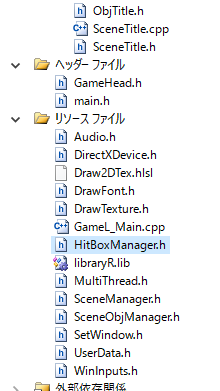 ObjTitle.h
SceneTitle.cpp
SceneTitle.h
ヘッダー ファイル
GameHead.h
main.h
リソース ファイル
Audio.h
DirectXDevice.h
Draw2DTex.hlsl
DrawFont.h
DrawTexture.h
GameL_Main.cpp
HitBoxManager.h
libraryR.lib
MultiThread.h
SceneManager.h
SceneObjManager.h
SetWindow.h
UserData.h
WinInputs.h
外部依存関係